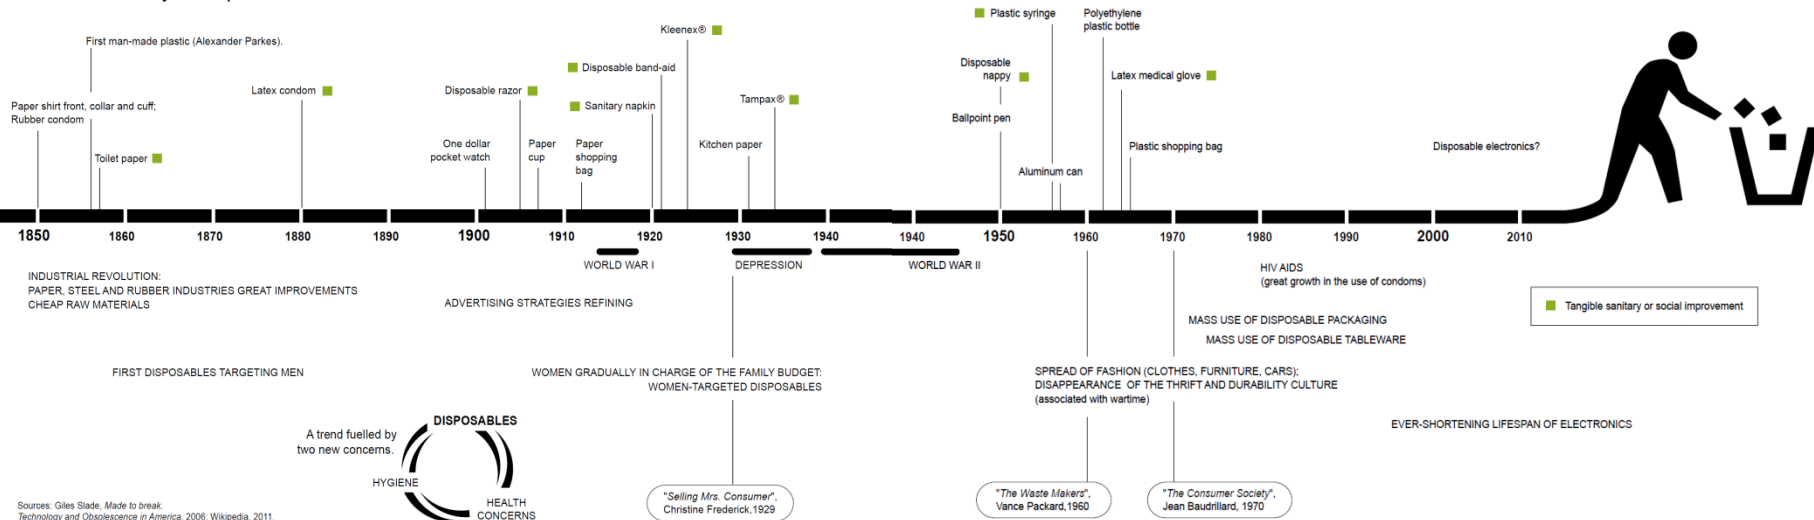 First man-made plastic (Alexander Parkes).
Paper shirt front, collar and cuff;
Rubber condom
Toilet paper
Latex condom
Disposable razor
One dollar
pocket watch
Paper
cup
Paper
shopping
bag
Kleenex®
Disposable band-aid
Sanitary napkin
Tampax®
Kitchen paper
Plastic syringe
Polyethylene
plastic bottle
Disposable
nappy
Ballpoint pen
Latex medical glove
Aluminum can
Plastic shopping bag
Disposable electronics?
1850 1860 1870 1880 1890 1900 1910 1920 1930 1940 1940 1950 1960 1970 1980 1990 2000 2010
WORLD WAR I
DEPRESSION
WORLD WAR II
INDUSTRIAL REVOLUTION:
PAPER, STEEL AND RUBBER INDUSTRIES GREAT IMPROVEMENTS
CHEAP RAW MATERIALS
ADVERTISING STRATEGIES REFINING
HIV AIDS
(great growth in the use of condoms)
Tangible sanitary or social improvement
MASS USE OF DISPOSABLE PACKAGING
MASS USE OF DISPOSABLE TABLEWARE
FIRST DISPOSABLES TARGETING MEN
WOMEN GRADUALLY IN CHARGE OF THE FAMILY BUDGET:
WOMEN-TARGETED DISPOSABLES
SPREAD OF FASHION (CLOTHES, FURNITURE, CARS);
DISAPPEARANCE OF THE THRIFT AND DURABILITY CULTURE
(associated with wartime)
EVER-SHORTENING LIFESPAN OF ELECTRONICS
DISPOSABLES
A trend fuelled by
two new concerns.
HYGIENE
HEALTH
CONCERNS
"Selling Mrs. Consumer",
Christine Frederick,1929
"The Waste Makers",
Vance Packard,1960
"The Consumer Society",
Jean Baudrillard, 1970
Sources: Giles Slade, Made to break.
Technology and Obsolescence in America, 2006; Wikipedia, 2011.